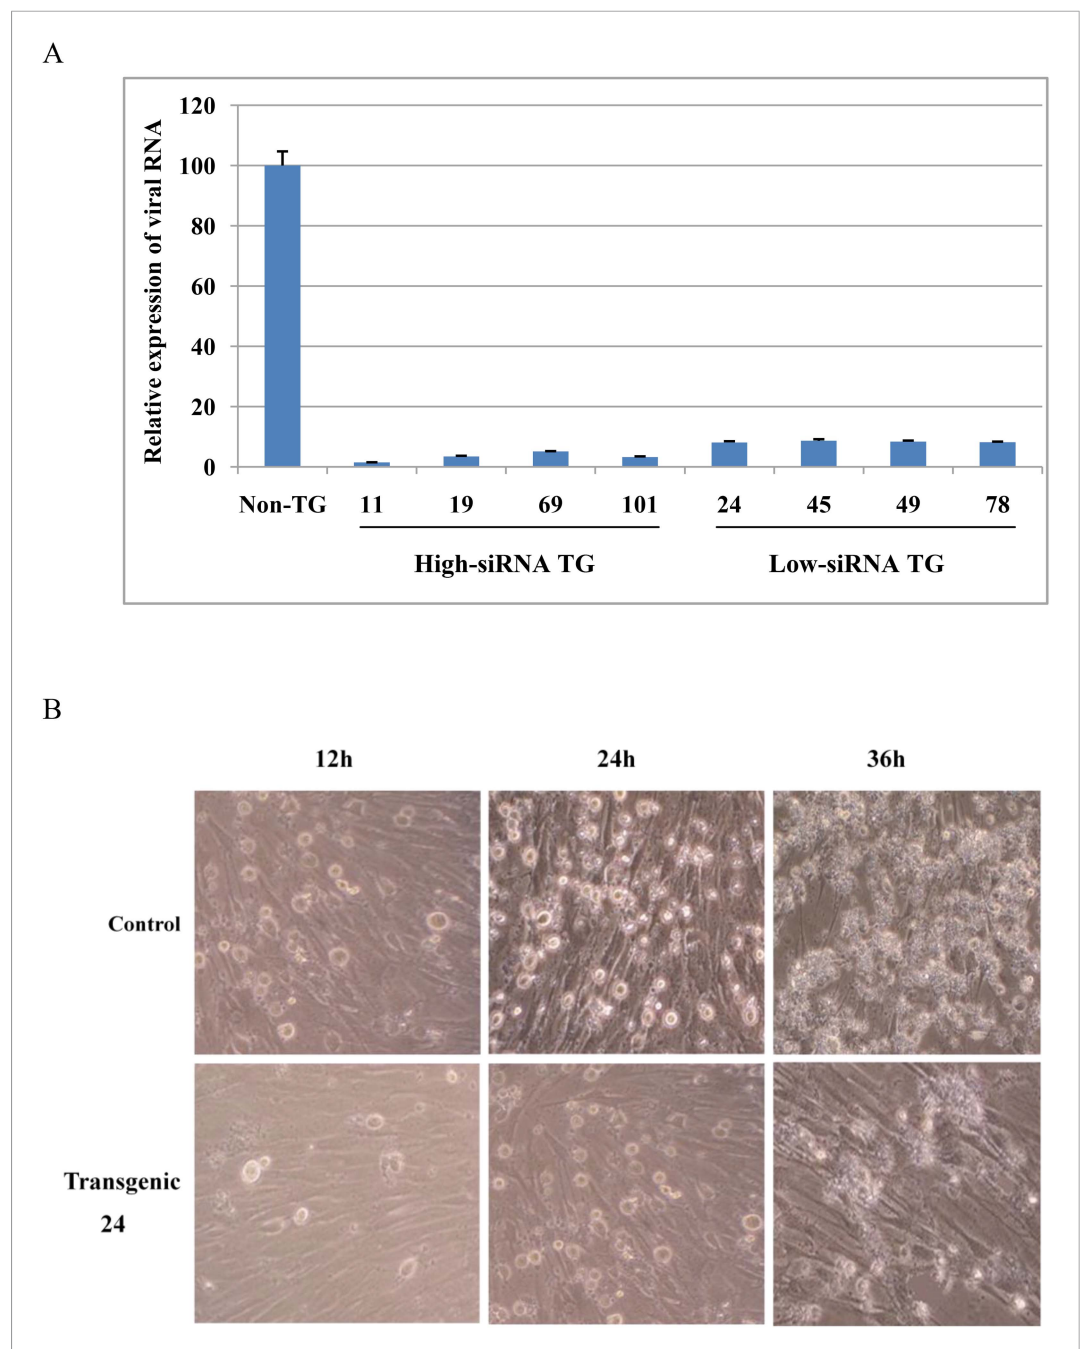 A
Relative expression of viral RNA
120
100
80
60
40
20
0
Non-TG 11 19 69 101 24 45 49 78
High-siRNA TG Low-siRNA TG
B
12h 24h 36h
Control
Transgenic
24